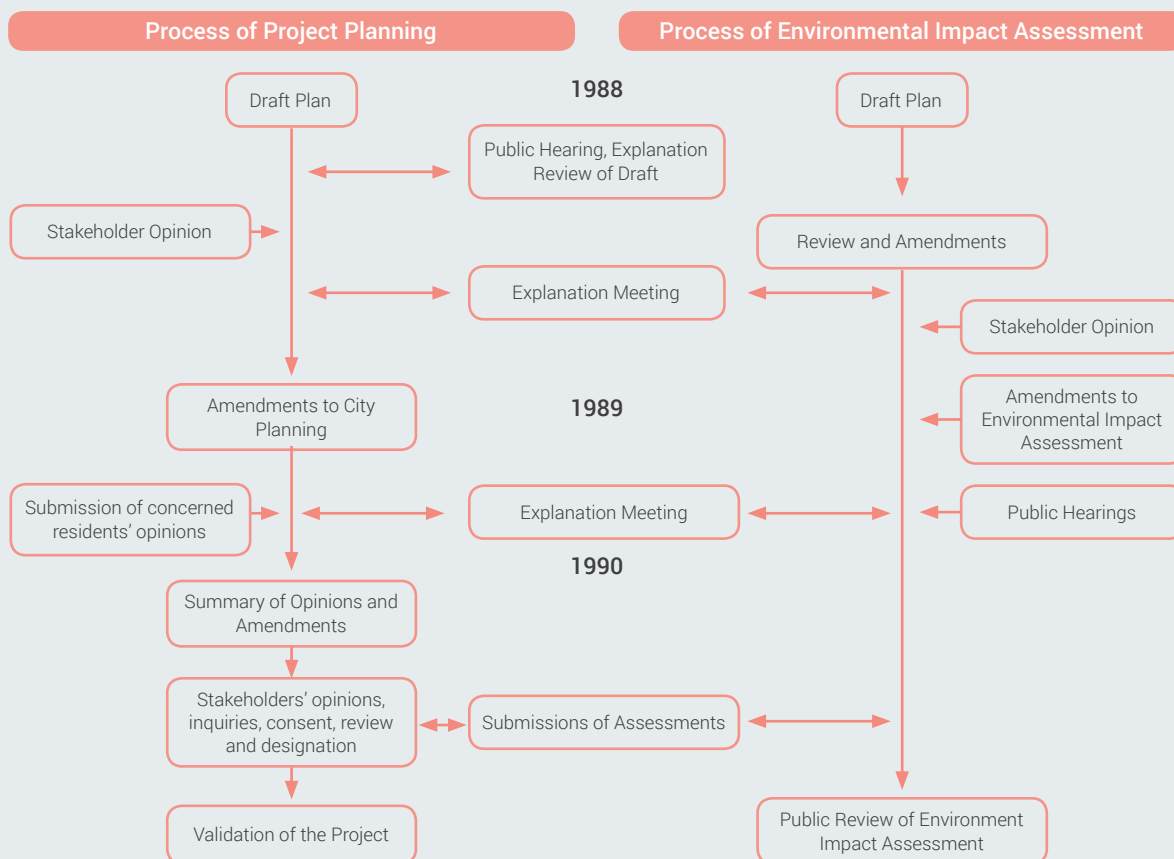 Process of Project Planning
Process of Environmental Impact Assessment
1988
Draft Plan
Draft Plan
Public Hearing, Explanation
Review of Draft
Stakeholder Opinion
Review and Amendments
Explanation Meeting
Stakeholder Opinion
Amendments to City
Planning
1989
Amendments to
Environmental Impact
Assessment
Submission of concerned
residents’ opinions
Explanation Meeting
Public Hearings
1990
Summary of Opinions and
Amendments
Stakeholders’ opinions,
inquiries, consent, review
and designation
Submissions of Assessments
Validation of the Project
Public Review of Environment
Impact Assessment